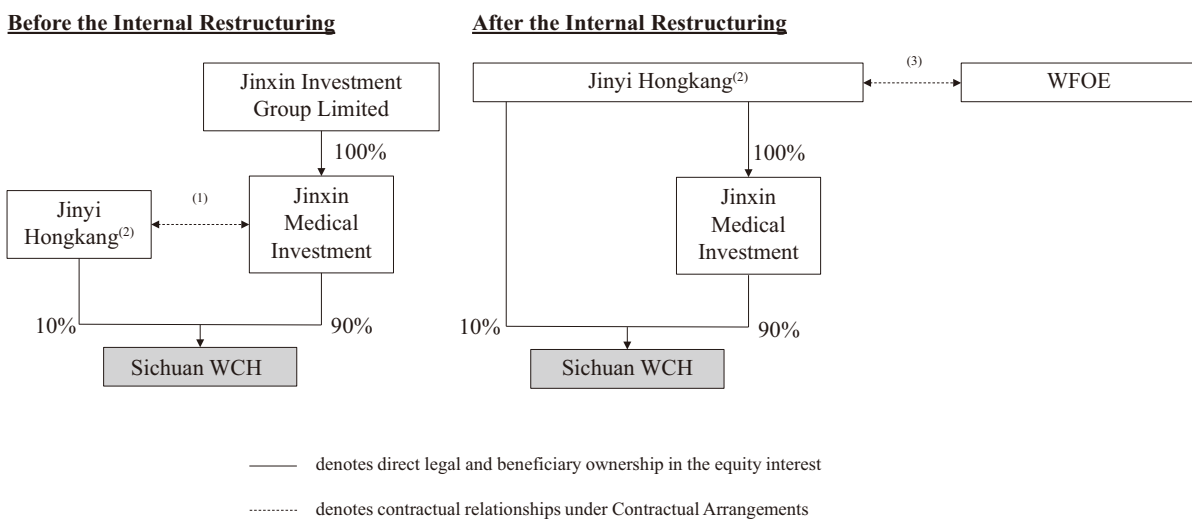 Before the Internal Restructuring
Jinxin Investment
Group Limited
100%
Jinyi
Hongkang(2)
(1)
Jinxin
Medical
Investment
10%
90%
Sichuan WCH
After the Internal Restructuring
Jinyi Hongkang(2)
(3)
WFOE
100%
Jinxin
Medical
Investment
10%
90%
Sichuan WCH
denotes direct legal and beneficiary ownership in the equity interest
denotes contractual relationships under Contractual Arrangements